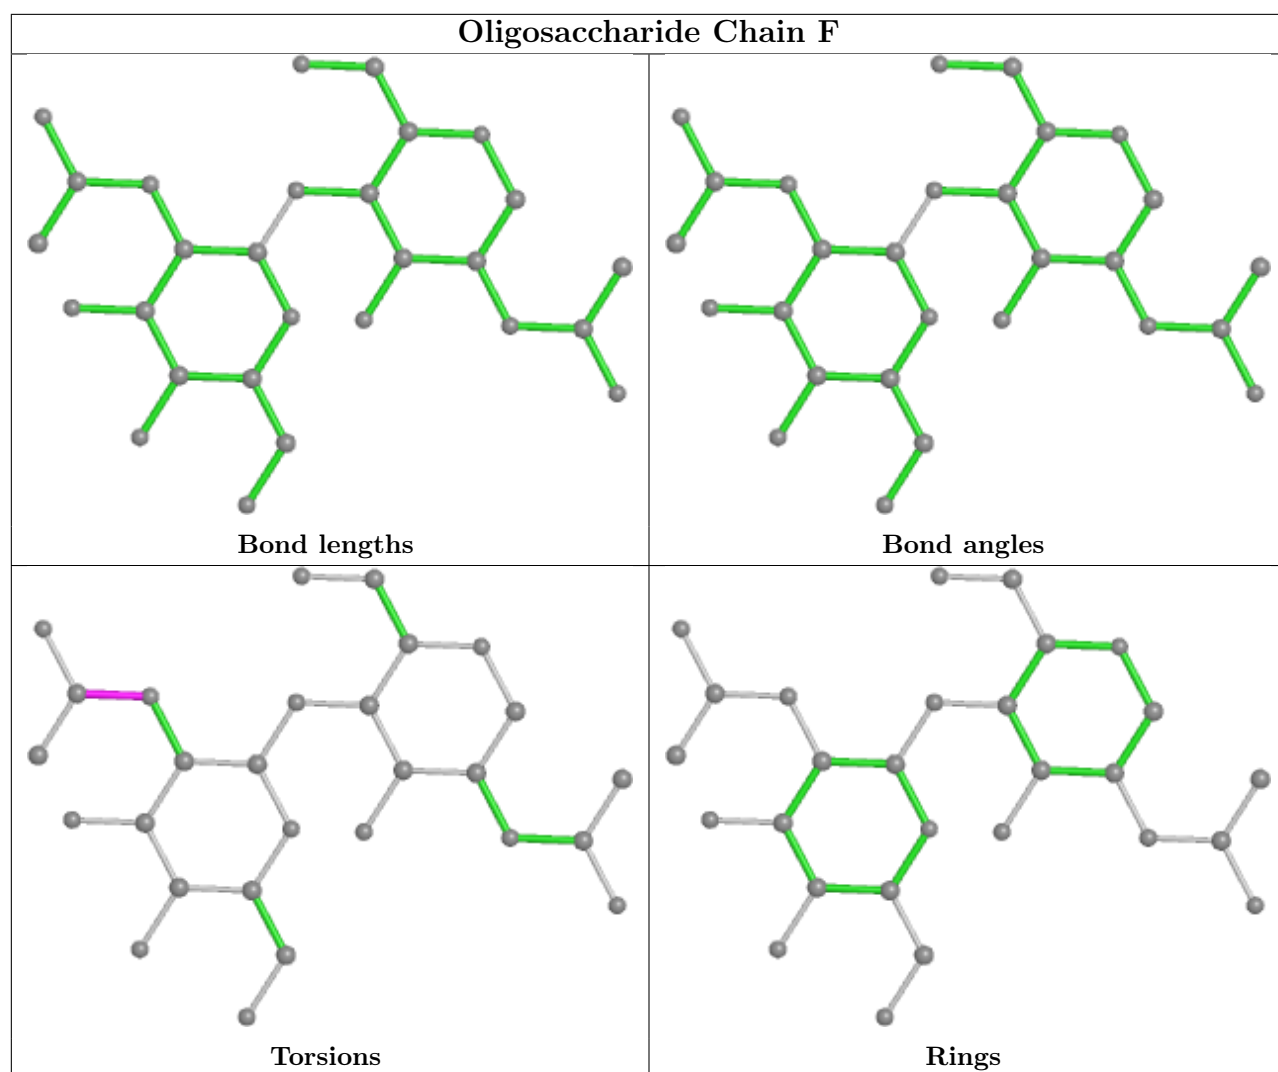 Oligosaccharide Chain F
Bond lengths
Bond angles
Torsions
Rings